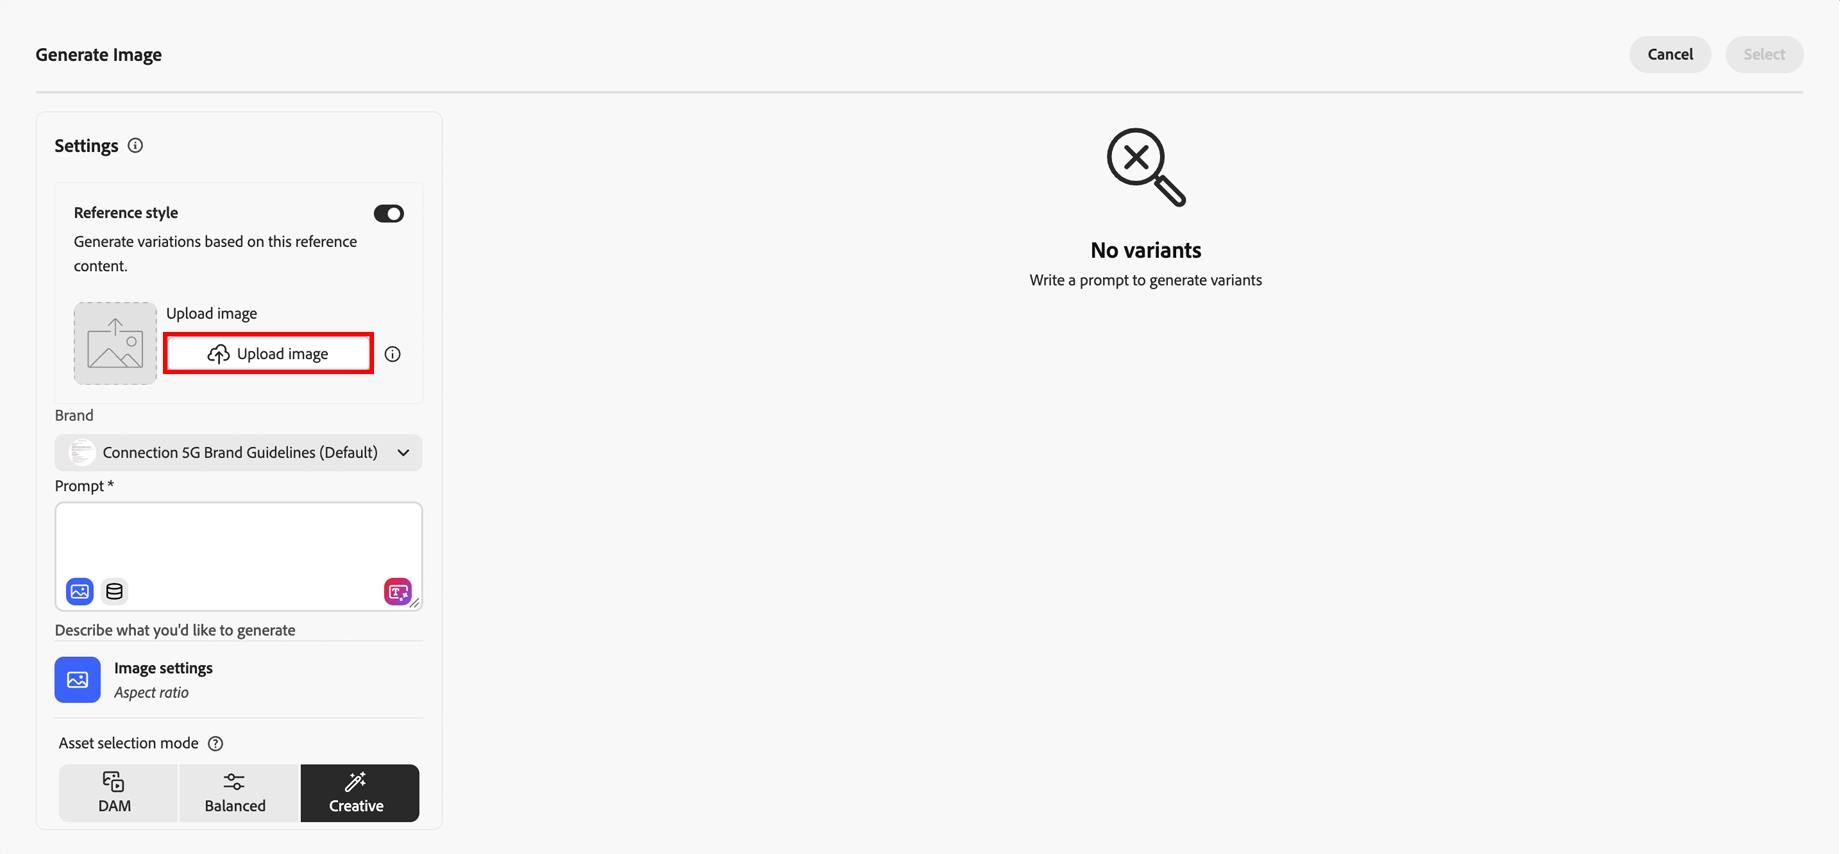 Generate Image
Cancel
Select
Settings
Reference style
Generate variations based on this reference
content.
Upload image
Upload image
Brand
Connection 5G Brand Guidelines (Default)
Prompt *
Describe what you'd like to generate
Image settings
Aspect ratio
Asset selection mode
DAM
Balanced
Creative
No variants
Write a prompt to generate variants